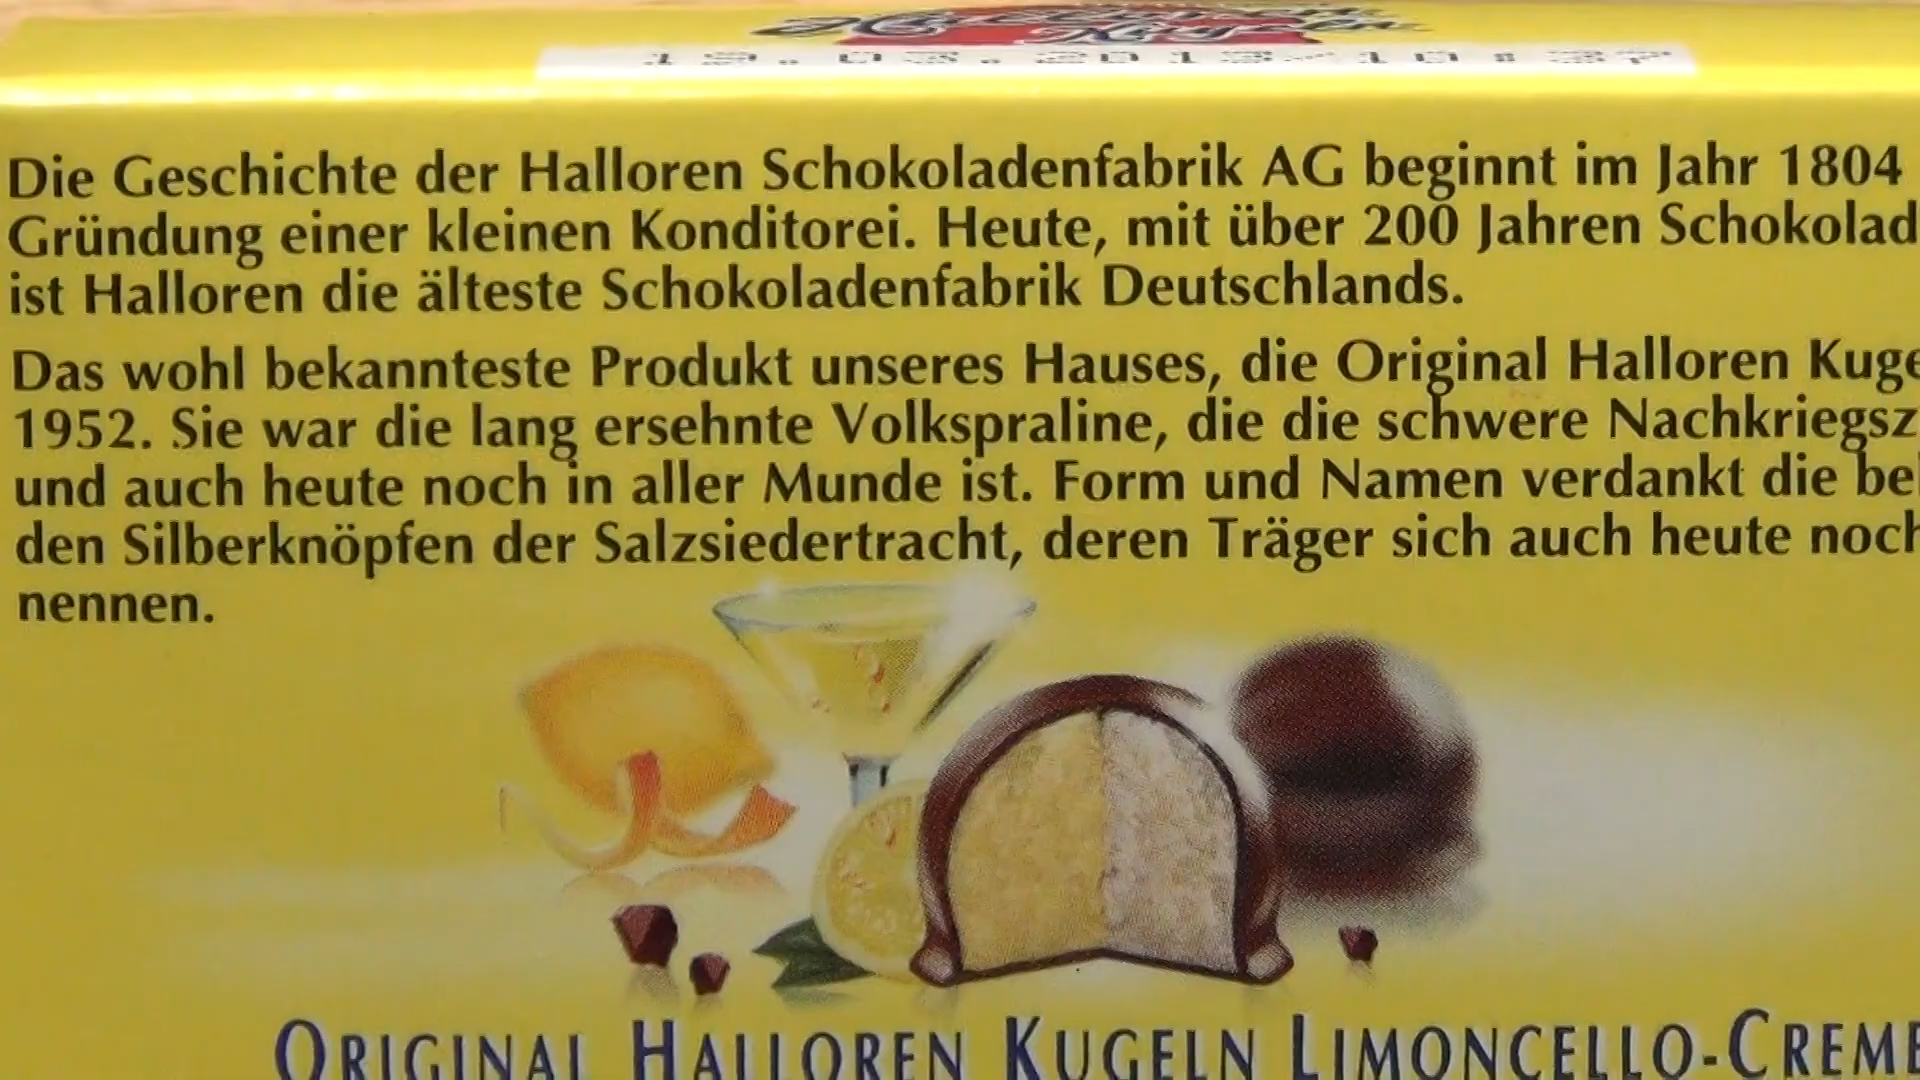 Die Geschichte der Halloren Schokoladenfabrik AG beginnt im Jahr 1804
Gründung einer kleinen Konditorei. Heute, mit über 200 Jahren Schokolad
ist Halloren die älteste Schokoladenfabrik Deutschlands.
Das wohl bekannteste Produkt unseres Hauses, die Original Halloren Kuge
1952. Sie war die lang ersehnte Volkspraline, die die schwere Nachkriegsz
und auch heute noch in aller Munde ist. Form und Namen verdankt die be
den Silberknöpfen der Salzsiedertracht, deren Träger sich auch heute noch
nennen.
ORIGINAL HALLOREN KUGELN LIMONCELLO-CREME